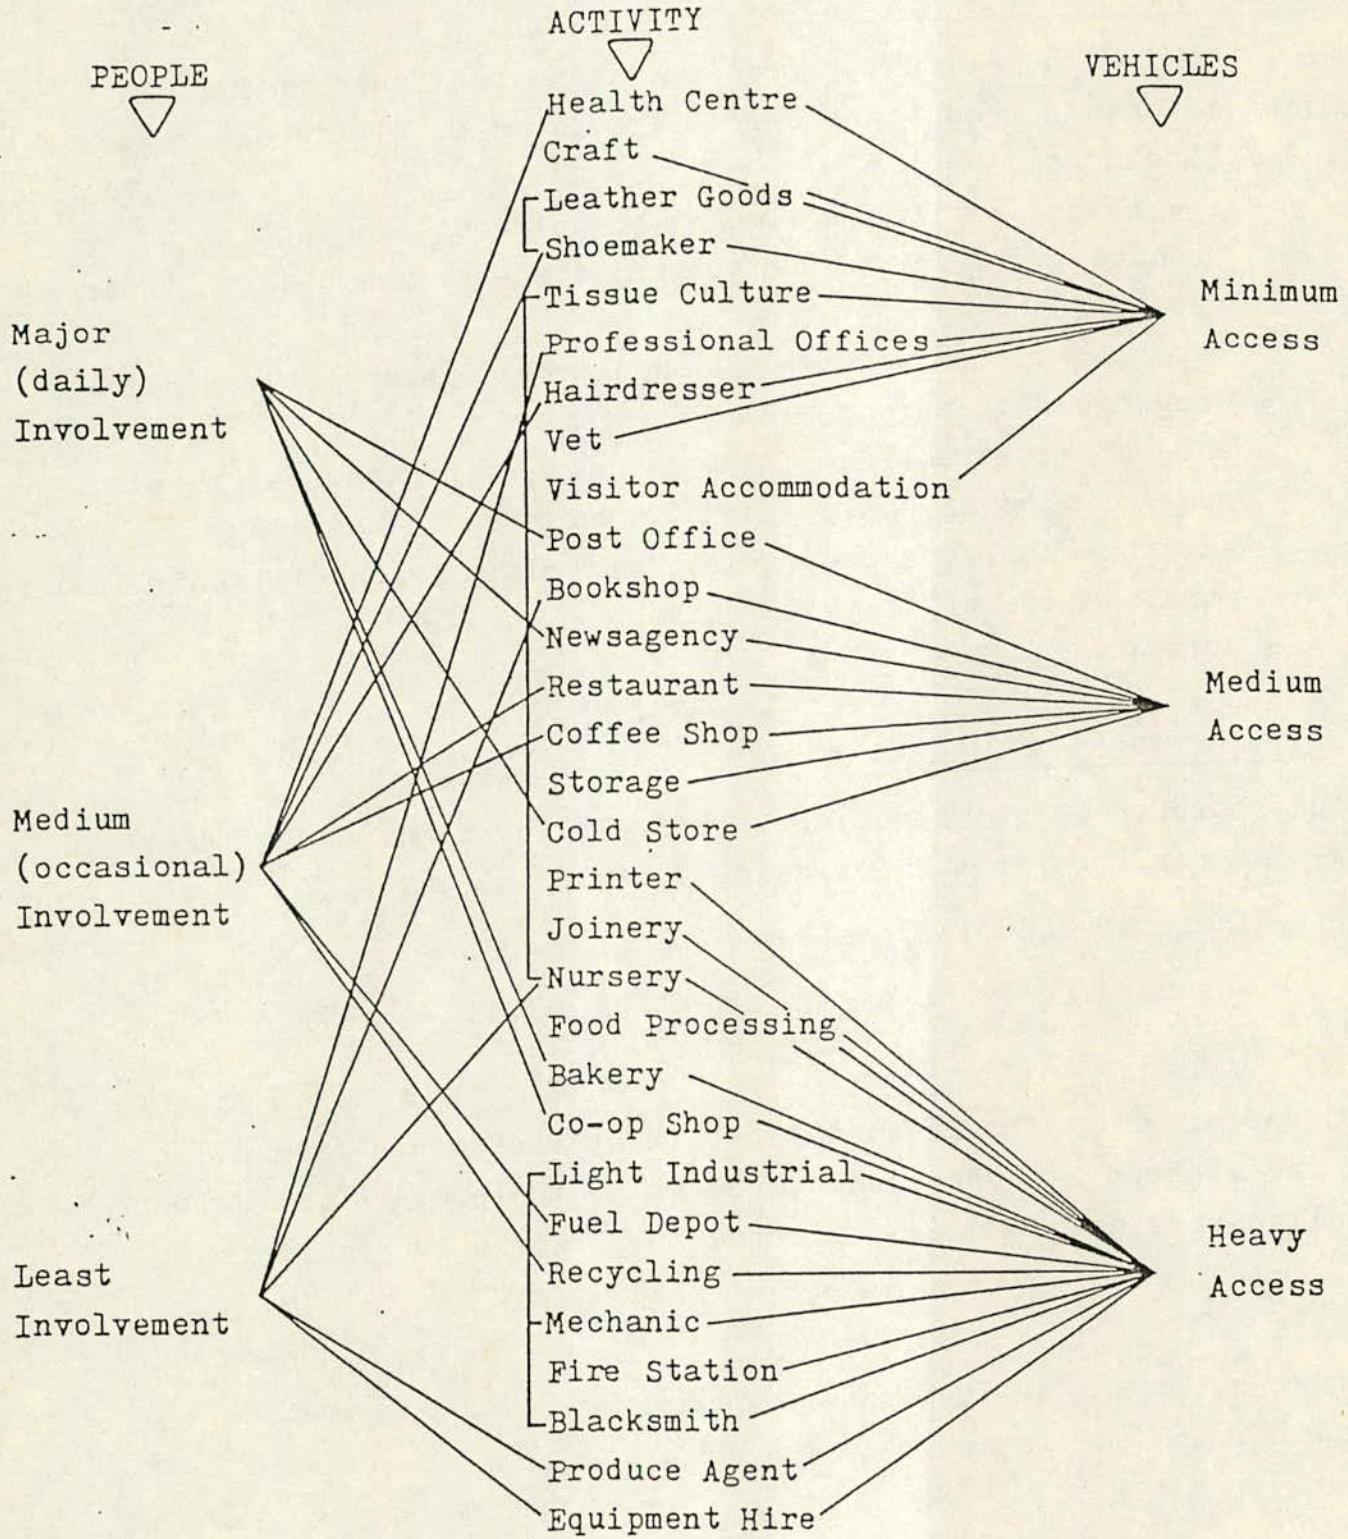 ACTIVITY
PEOPLE
VEHICLES
Health Centre
Craft
Leather Goods
Shoemaker
Tissue Culture
Professional Offices
Hairdresser
Vet
Visitor Accommodation
Post Office
Bookshop
Newsagency
Restaurant
Coffee Shop
Storage
Cold Store
Printer
Joinery
Nursery
Food Processing
Bakery
Co-op Shop
Light Industrial
Fuel Depot
Recycling
Mechanic
Fire Station
Blacksmith
Produce Agent
Equipment Hire
Major
(daily)
Involvement
Medium
(occasional)
Involvement
Least
Involvement
Minimum
Access
Medium
Access
Heavy
Access